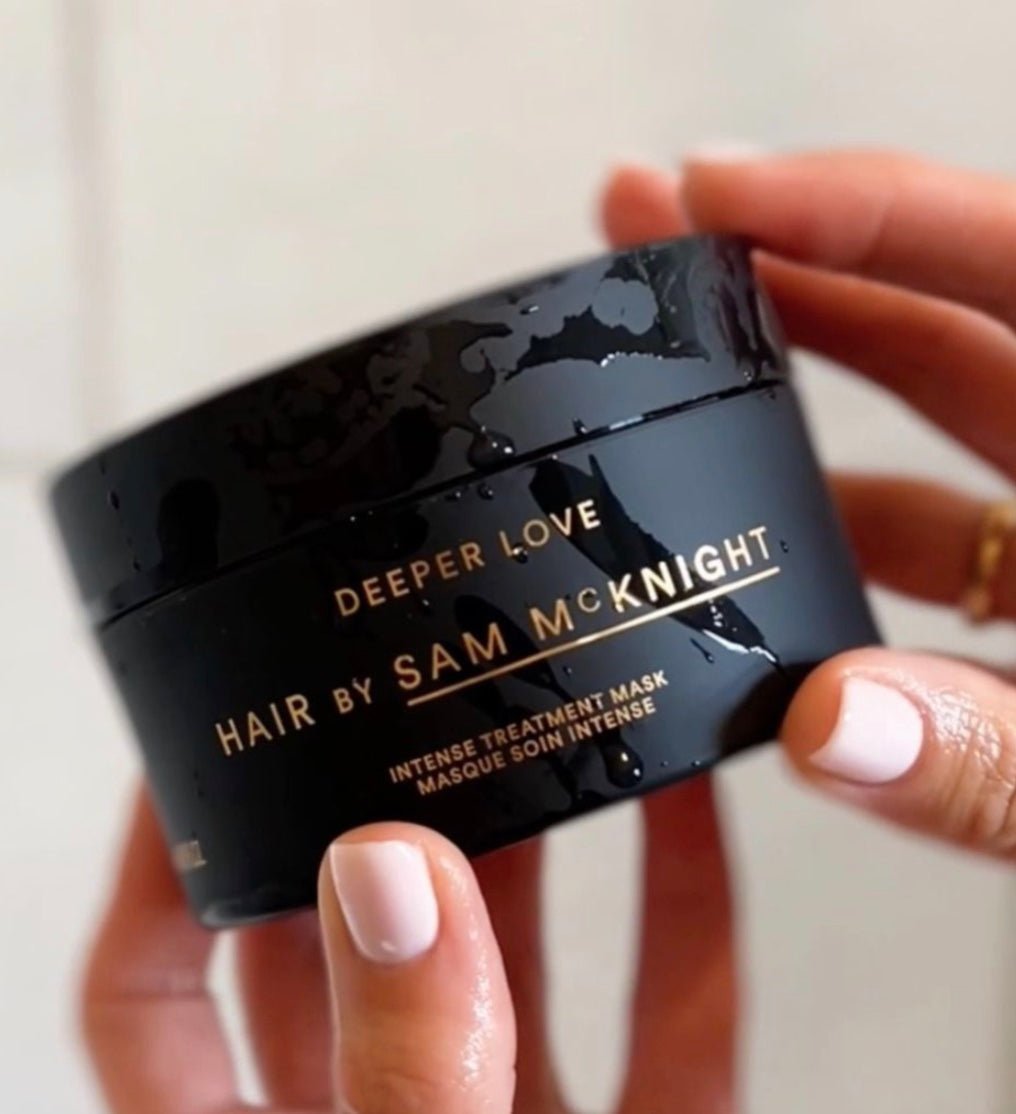 DEEPER LOVE
HAIR BY SAM McKNIGHT
INTENSE TREATMENT MASK
MASQUE SOIN INTENSE